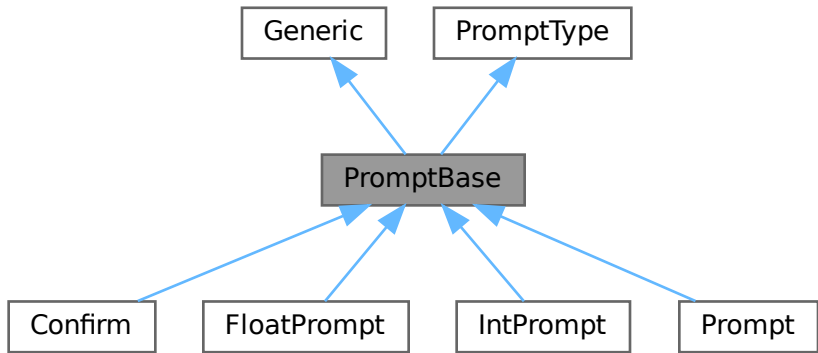 Generic
PromptType
PromptBase
Confirm
FloatPrompt
IntPrompt
Prompt